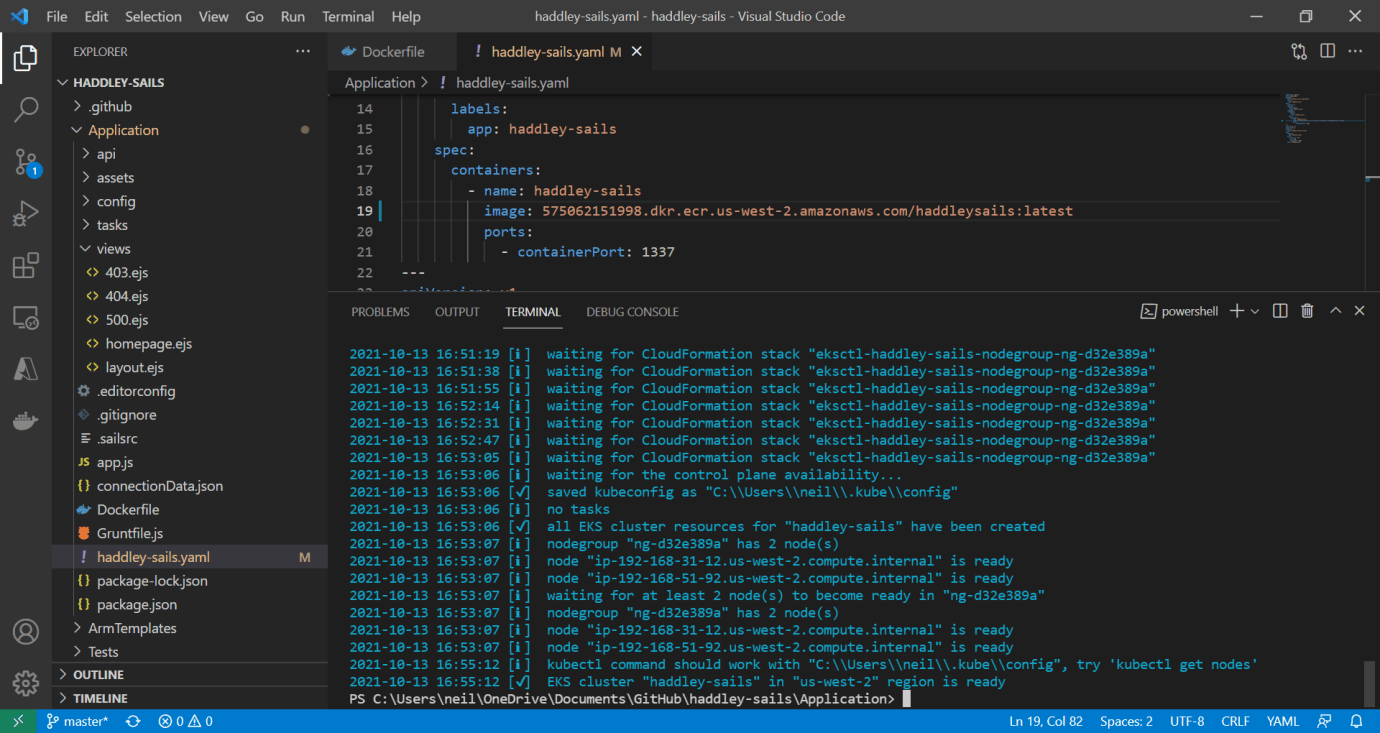 File Edit Selection View Go Run Terminal Help haddley-sails.yaml - haddley-sails - Visual Studio Code
EXPLORER
HADDLEY-SAILS
.github
Application
api
assets
config
tasks
views
403.ejs
404.ejs
500.ejs
homepage.ejs
layout.ejs
.editorconfig
.gitignore
.sailsrc
JS app.js
{} connectionData.json
Dockerfile
Gruntfile.js
! haddley-sails.yaml M
{} package-lock.json
{} package.json
ArmTemplates
Tests
OUTLINE
TIMELINE
1
Dockerfile ! haddley-sails.yaml M
Application > ! haddley-sails.yaml
14 labels:
15 app: haddley-sails
16 spec:
17 containers:
18 - name: haddley-sails
19 image: 575062151998.dkr.ecr.us-west-2.amazonaws.com/haddleysails:latest
20 ports:
21 - containerPort: 1337
22 ---
23 apiVersion: v1
PROBLEMS OUTPUT TERMINAL DEBUG CONSOLE powershell
2021-10-13 16:51:19 [ℹ] waiting for CloudFormation stack "eksctl-haddley-sails-nodegroup-ng-d32e389a"
2021-10-13 16:51:38 [ℹ] waiting for CloudFormation stack "eksctl-haddley-sails-nodegroup-ng-d32e389a"
2021-10-13 16:51:55 [ℹ] waiting for CloudFormation stack "eksctl-haddley-sails-nodegroup-ng-d32e389a"
2021-10-13 16:52:14 [ℹ] waiting for CloudFormation stack "eksctl-haddley-sails-nodegroup-ng-d32e389a"
2021-10-13 16:52:31 [ℹ] waiting for CloudFormation stack "eksctl-haddley-sails-nodegroup-ng-d32e389a"
2021-10-13 16:52:47 [ℹ] waiting for CloudFormation stack "eksctl-haddley-sails-nodegroup-ng-d32e389a"
2021-10-13 16:53:05 [ℹ] waiting for CloudFormation stack "eksctl-haddley-sails-nodegroup-ng-d32e389a"
2021-10-13 16:53:06 [ℹ] waiting for the control plane availability...
2021-10-13 16:53:06 [✓] saved kubeconfig as "C:\\Users\\neil\\.kube\\config"
2021-10-13 16:53:06 [ℹ] no tasks
2021-10-13 16:53:06 [✓] all EKS cluster resources for "haddley-sails" have been created
2021-10-13 16:53:07 [ℹ] nodegroup "ng-d32e389a" has 2 node(s)
2021-10-13 16:53:07 [ℹ] node "ip-192-168-31-12.us-west-2.compute.internal" is ready
2021-10-13 16:53:07 [ℹ] node "ip-192-168-51-92.us-west-2.compute.internal" is ready
2021-10-13 16:53:07 [ℹ] waiting for at least 2 node(s) to become ready in "ng-d32e389a"
2021-10-13 16:53:07 [ℹ] nodegroup "ng-d32e389a" has 2 node(s)
2021-10-13 16:53:07 [ℹ] node "ip-192-168-31-12.us-west-2.compute.internal" is ready
2021-10-13 16:53:07 [ℹ] node "ip-192-168-51-92.us-west-2.compute.internal" is ready
2021-10-13 16:55:12 [ℹ] kubectl command should work with "C:\\Users\\neil\\.kube\\config", try 'kubectl get nodes'
2021-10-13 16:55:12 [✓] EKS cluster "haddley-sails" in "us-west-2" region is ready
PS C:\Users\neil\OneDrive\Documents\GitHub\haddley-sails\Application>
master* 0 0 Ln 19, Col 82 Spaces: 2 UTF-8 CRLF YAML